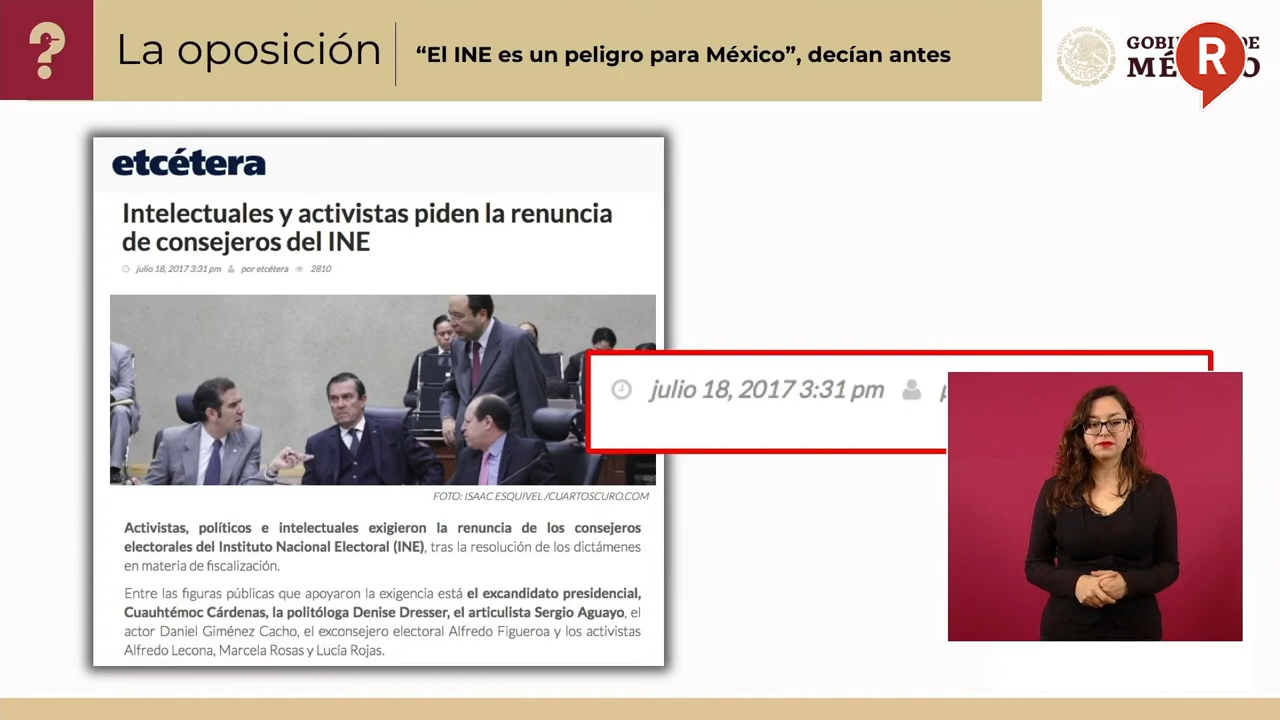 La oposición
“El INE es un peligro para México”, decían antes
R
etcétera
Intelectuales y activistas piden la renuncia
de consejeros del INE
julio 18, 2017 3:31 pm por etcétera 2810
FOTO: ISAAC ESQUIVEL /CUARTOSCURO.COM
julio 18, 2017 3:31 pm
Activistas, políticos e intelectuales exigieron la renuncia de los consejeros
electorales del Instituto Nacional Electoral (INE), tras la resolución de los dictámenes
en materia de fiscalización.
Entre las figuras públicas que apoyaron la exigencia está el excandidato presidencial,
Cuauhtémoc Cárdenas, la politóloga Denise Dresser, el articulista Sergio Aguayo, el
actor Daniel Giménez Cacho, el exconsejero electoral Alfredo Figueroa y los activistas
Alfredo Lecona, Marcela Rosas y Lucía Rojas.